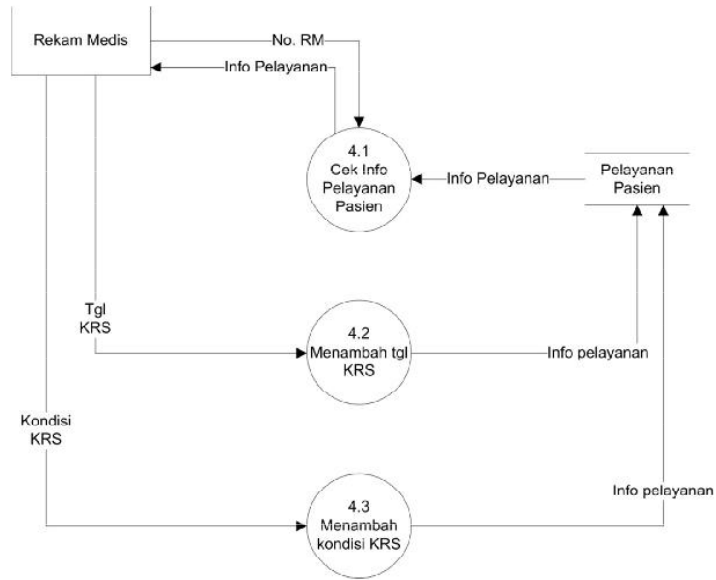 Rekam Medis
No. RM
Info Pelayanan
4.1
Cek Info
Pelayanan
Pasien
Info Pelayanan
Pelayanan
Pasien
Tgl
KRS
4.2
Menambah tgl
KRS
Info pelayanan
Kondisi
KRS
Info pelayanan
4.3
Menambah
kondisi KRS